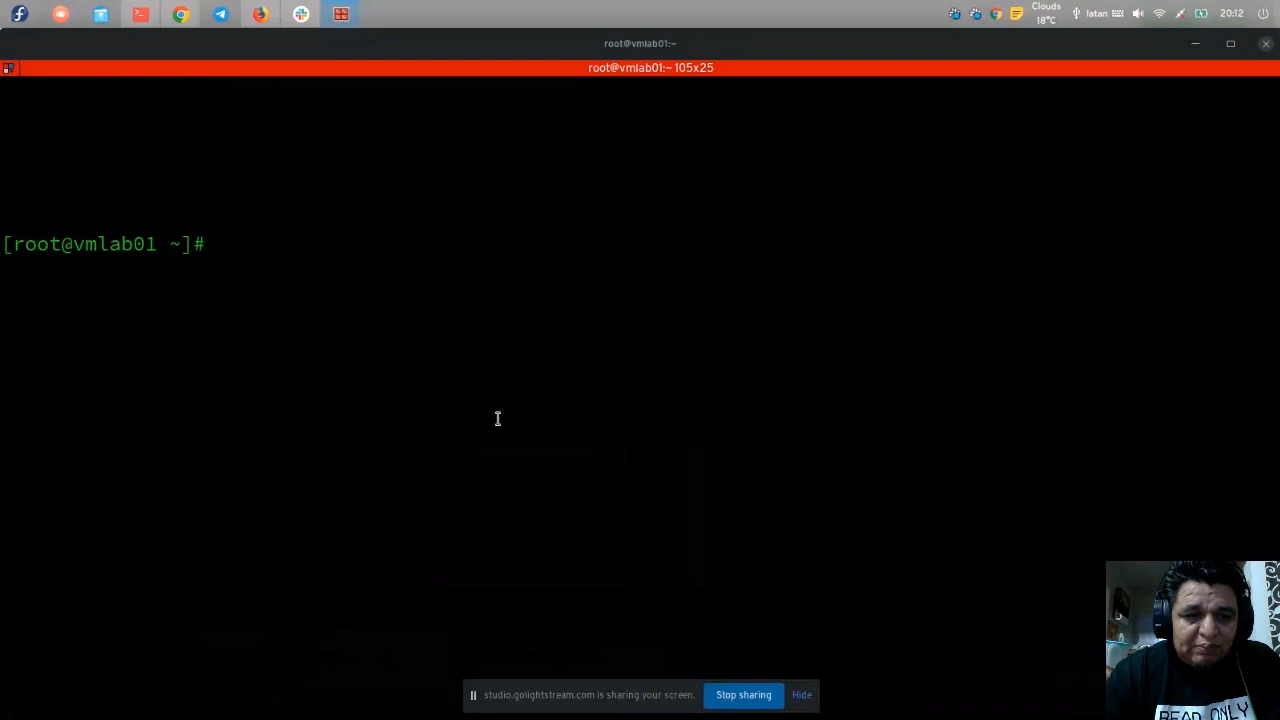 Clouds
18°C
latan
20:12
root@vmlab01:~
root@vmlab01:~ 105x25
[root@vmlab01 ~]#
studio.golightstream.com is sharing your screen.
Stop sharing
Hide
READ ONLY